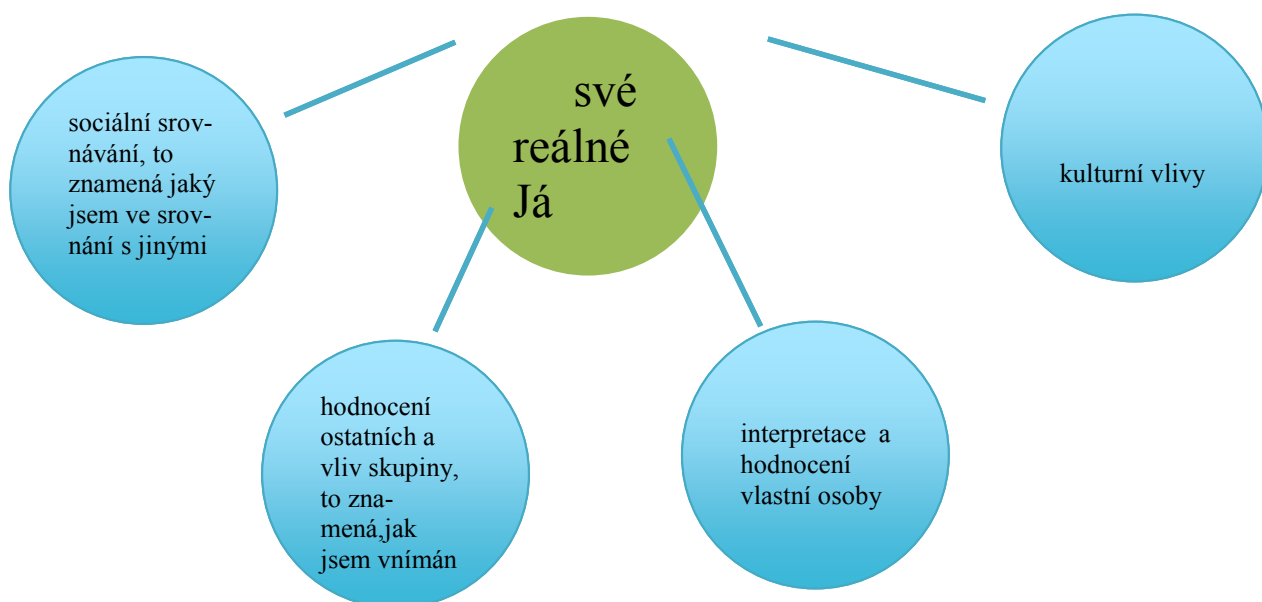 své
reálné
Já
sociální srov-
návání, to
znamená jaký
jsem ve srov-
nání s jinými
kulturní vlivy
hodnocení
ostatních a
vliv skupiny,
to zna-
mená,jak
jsem vnímán
interpretace a
hodnocení
vlastní osoby